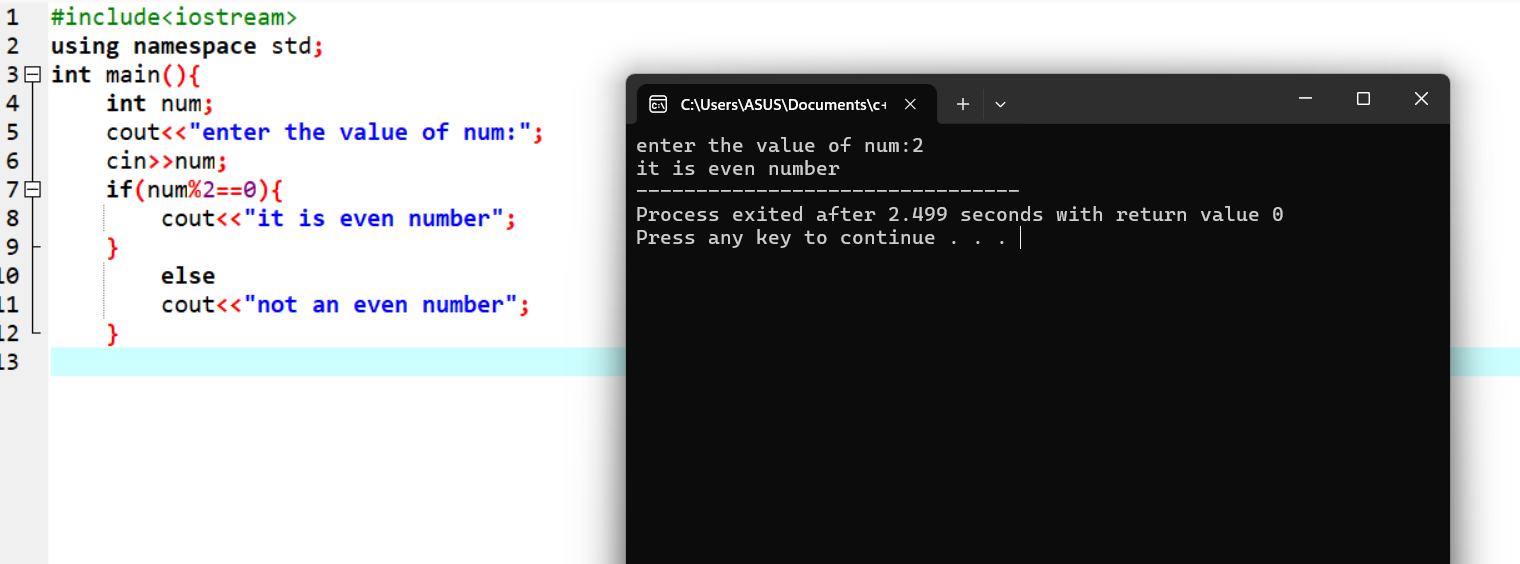 1 #include<iostream>
2 using namespace std;
3 int main(){
4 int num;
5 cout<<"enter the value of num:";
6 cin>>num;
7 if(num%2==0){
8 cout<<"it is even number";
9 }
10 else
11 cout<<"not an even number";
12 }
13
C:\Users\ASUS\Documents\c+
enter the value of num:2
it is even number
--------------------------------
Process exited after 2.499 seconds with return value 0
Press any key to continue . . .